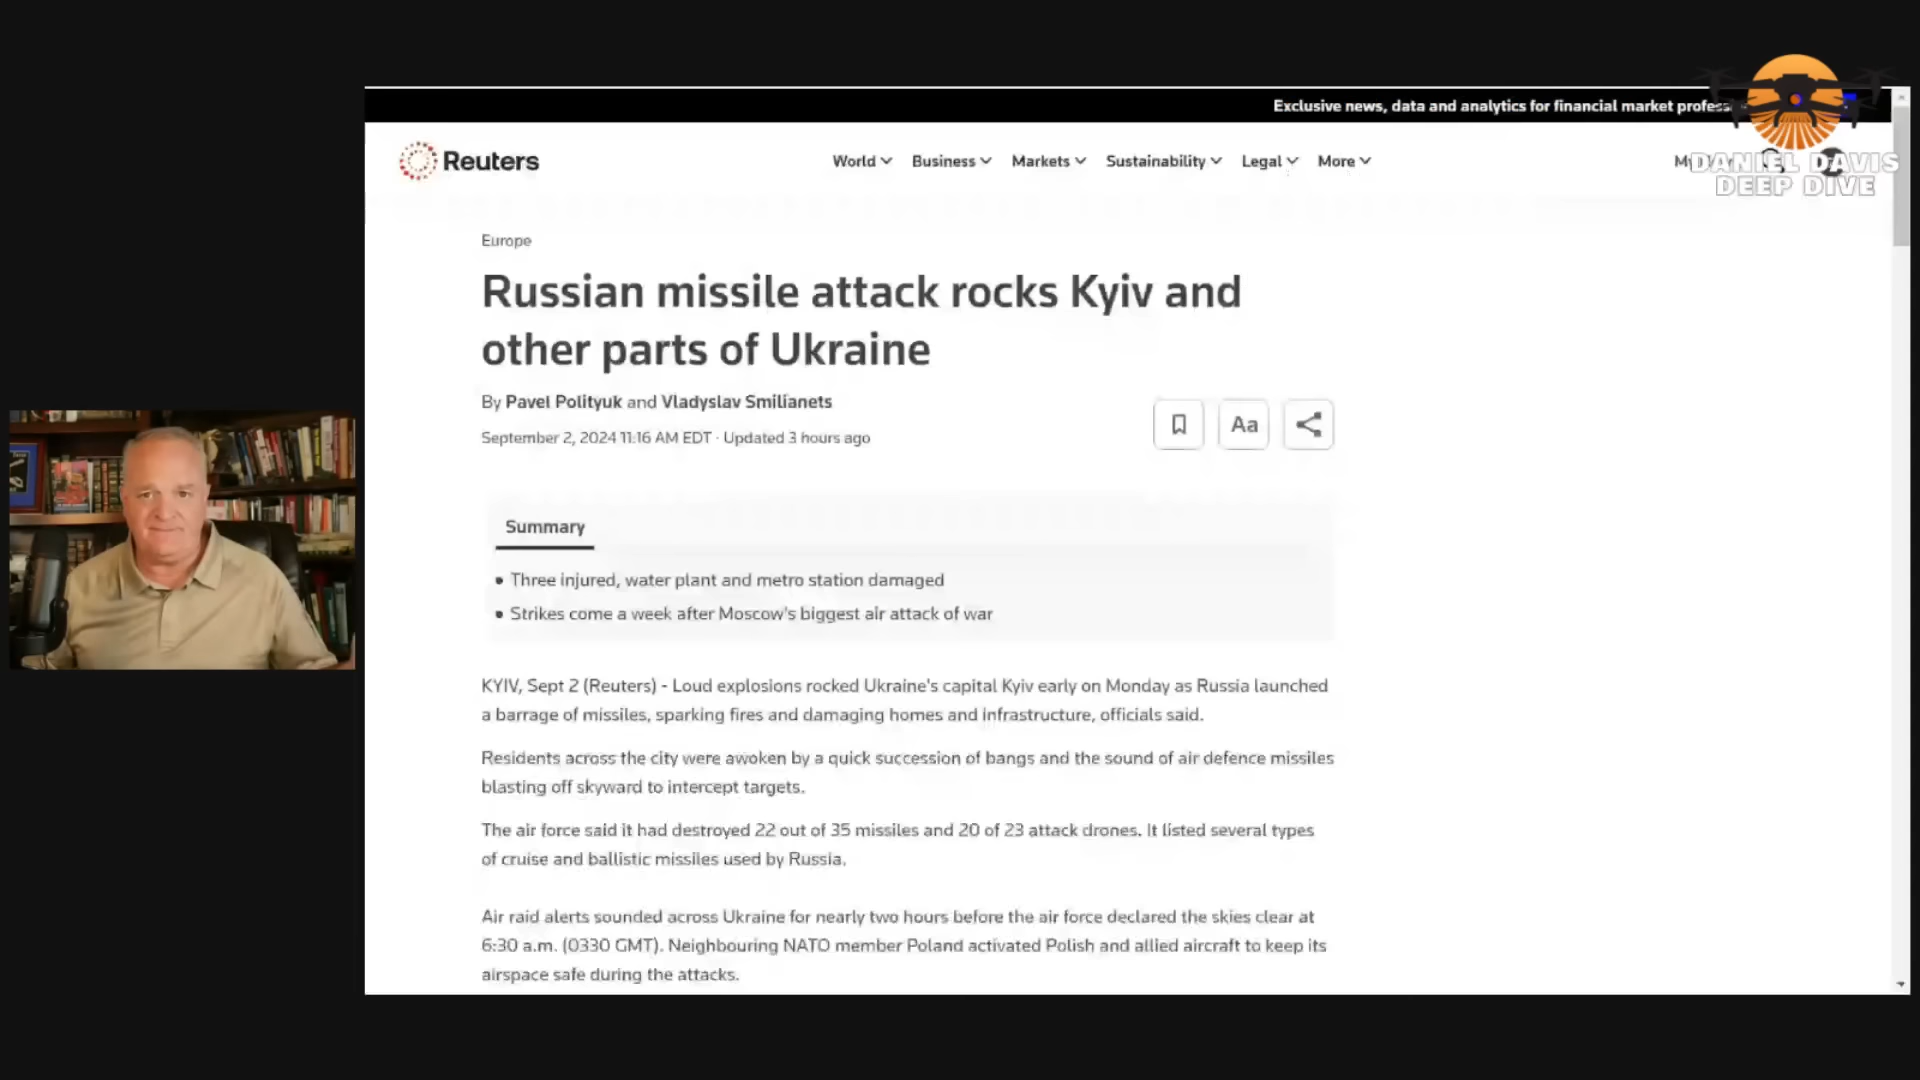 Exclusive news, data and analytics for financial market
Reuters
World Business Markets Sustainability Legal More
DANIEL DAVIS
DEEP DIVE
Europe
Russian missile attack rocks Kyiv and
other parts of Ukraine
By Pavel Polityuk and Vladyslav Smilianets
September 2, 2024 11:16 AM EDT · Updated 3 hours ago
Aa
Summary
• Three injured, water plant and metro station damaged
• Strikes come a week after Moscow's biggest air attack of war
KYIV, Sept 2 (Reuters) - Loud explosions rocked Ukraine's capital Kyiv early on Monday as Russia launched
a barrage of missiles, sparking fires and damaging homes and infrastructure, officials said.
Residents across the city were awoken by a quick succession of bangs and the sound of air defence missiles
blasting off skyward to intercept targets.
The air force said it had destroyed 22 out of 35 missiles and 20 of 23 attack drones. It listed several types
of cruise and ballistic missiles used by Russia.
Air raid alerts sounded across Ukraine for nearly two hours before the air force declared the skies clear at
6:30 a.m. (0330 GMT). Neighbouring NATO member Poland activated Polish and allied aircraft to keep its
airspace safe during the attacks.